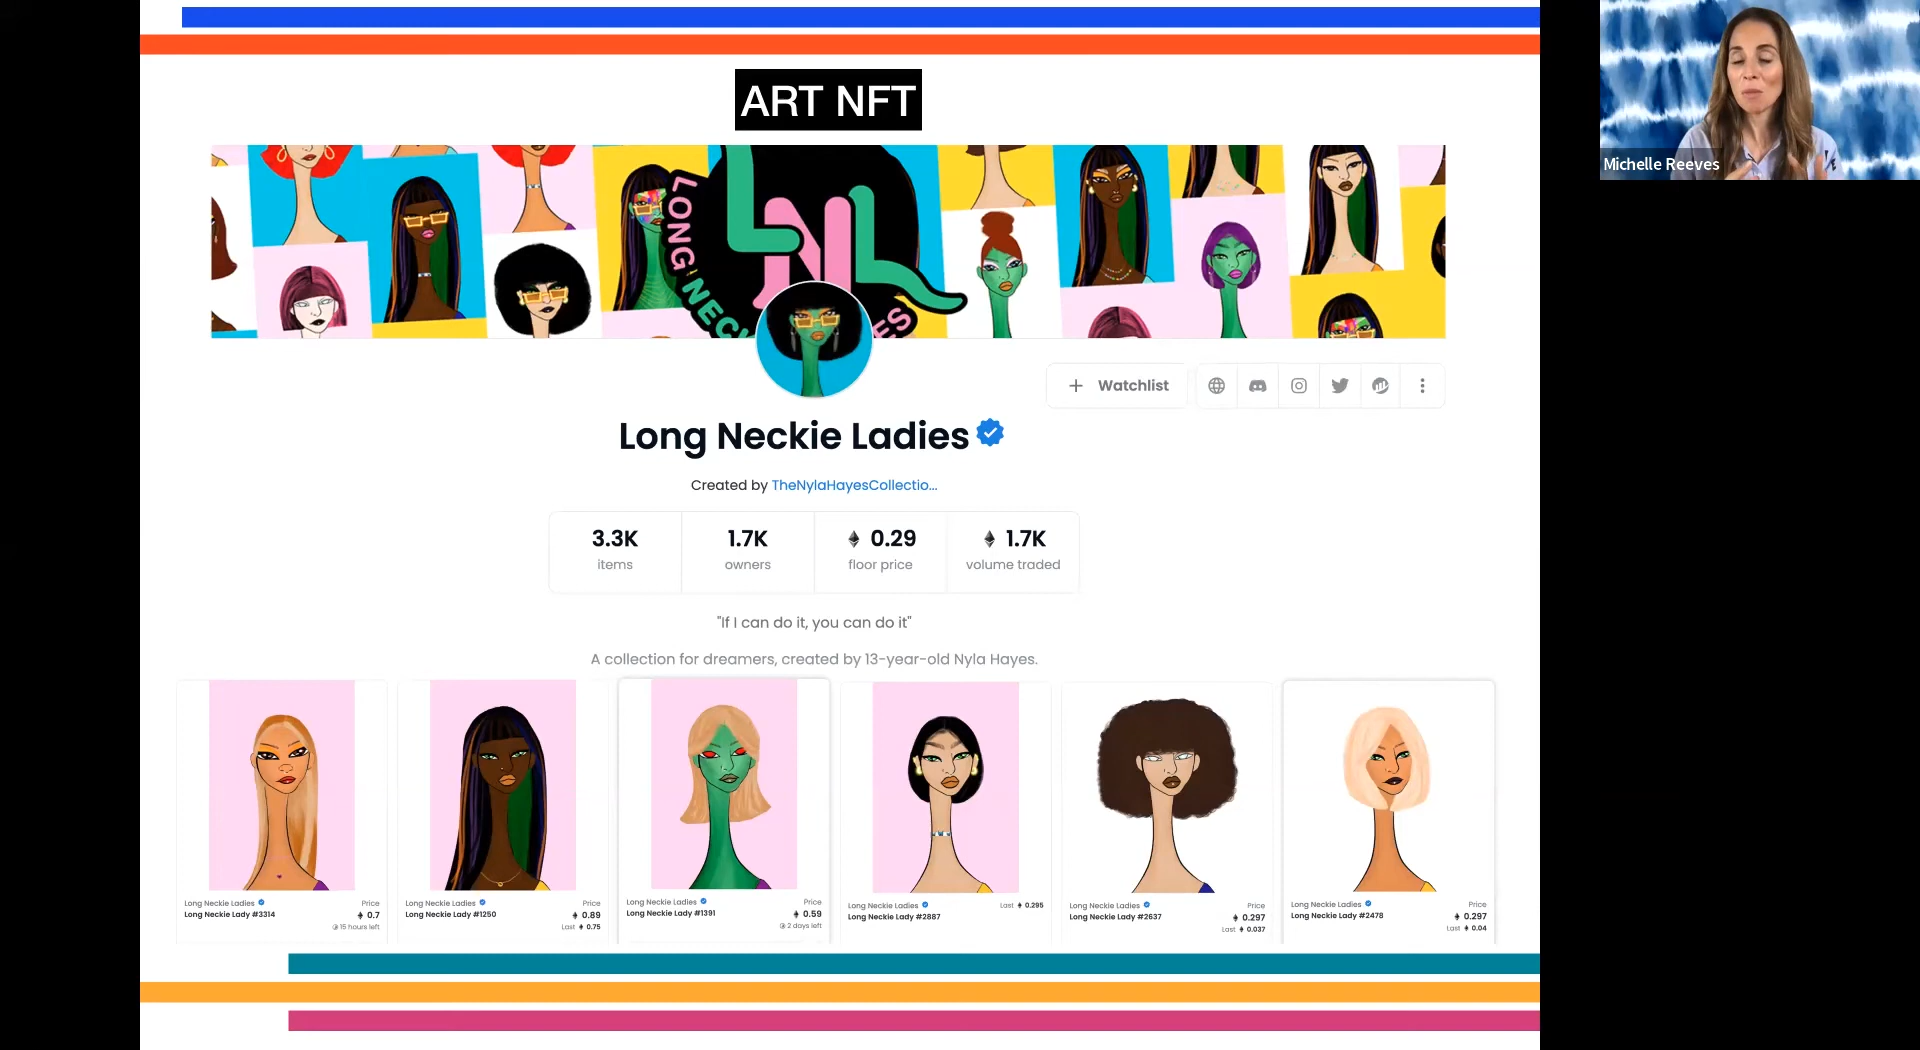 ART NFT
Michelle Reeves
LONG NECK
LNL
ES
+ Watchlist
Long Neckie Ladies
Created by TheNylaHayesCollectio...
3.3K
items
1.7K
owners
0.29
floor price
1.7K
volume traded
"If I can do it, you can do it"
A collection for dreamers, created by 13-year-old Nyla Hayes.
Long Neckie Ladies
Price
Long Neckie Lady #3314
0.7
15 hours left
Long Neckie Ladies
Price
Long Neckie Lady #1250
0.89
Last 0.75
Long Neckie Ladies
Price
Long Neckie Lady #1391
0.59
2 days left
Long Neckie Ladies
Last 0.295
Long Neckie Lady #2887
Long Neckie Ladies
Price
Long Neckie Lady #2637
0.297
Last 0.037
Long Neckie Ladies
Price
Long Neckie Lady #2478
0.297
Last 0.04